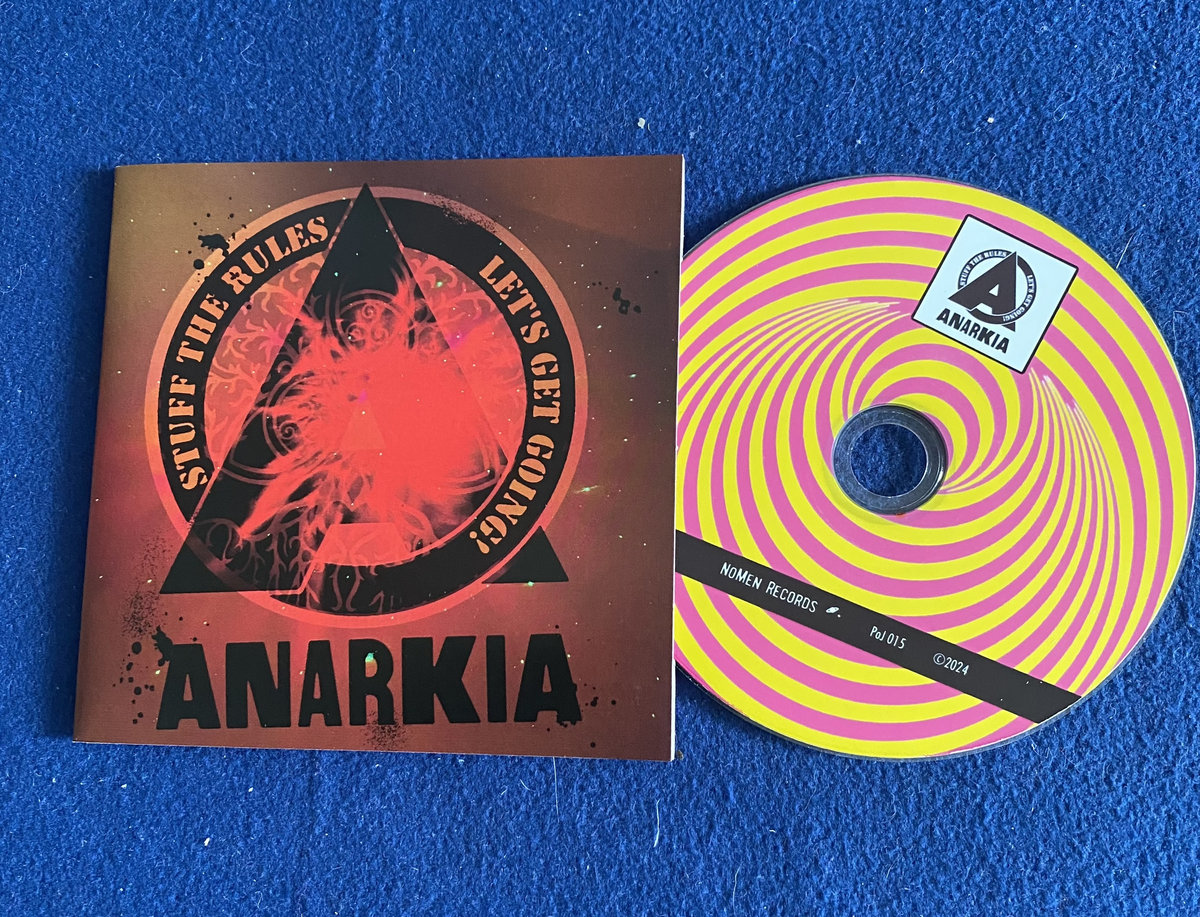 STUFF THE RULES
LET'S GET GOING!
ANARKIA
STUFF THE RULES
LET'S GET GOING!
ANARKIA
NOMEN RECORDS
PoJ 015
©2024